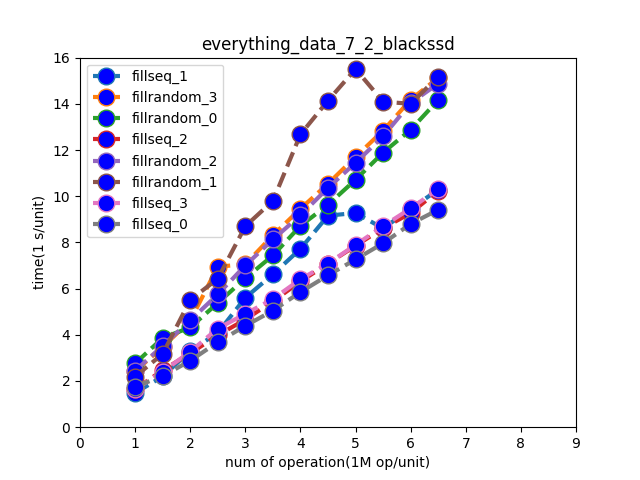 everything_data_7_2_blackssd
16
14
12
10
8
6
4
2
0
time(1 s/unit)
fillseq_1
fillrandom_3
fillrandom_0
fillseq_2
fillrandom_2
fillrandom_1
fillseq_3
fillseq_0
0 1 2 3 4 5 6 7 8 9
num of operation(1M op/unit)